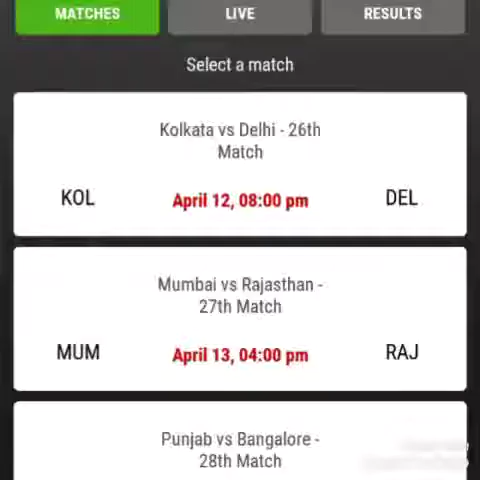 MATCHES LIVE RESULTS
Select a match
Kolkata vs Delhi - 26th
Match
KOL April 12, 08:00 pm DEL
Mumbai vs Rajasthan -
27th Match
MUM April 13, 04:00 pm RAJ
Punjab vs Bangalore -
28th Match